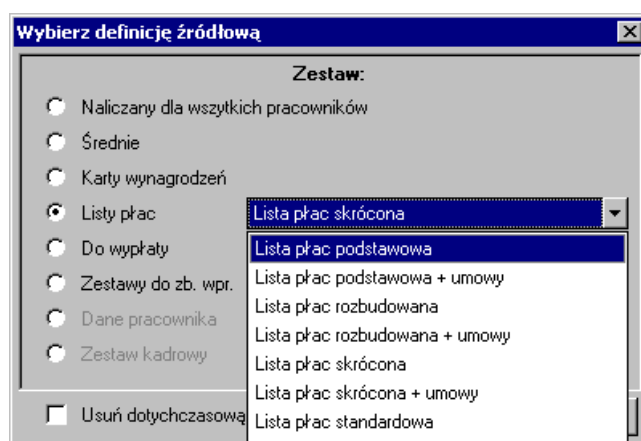 Wybierz definicję źródłową
Zestaw:
Naliczany dla wszytkich pracowników
Średnie
Karty wynagrodzeń
Listy płac Lista płac skrócona
Do wypłaty Lista płac podstawowa
Lista płac podstawowa + umowy
Zestawy do zb. wpr.
Lista płac rozbudowana
Dane pracownika
Lista płac rozbudowana + umowy
Zestaw kadrowy
Lista płac skrócona
Lista płac skrócona + umowy
Usuń dotychczasową
Lista płac standardowa